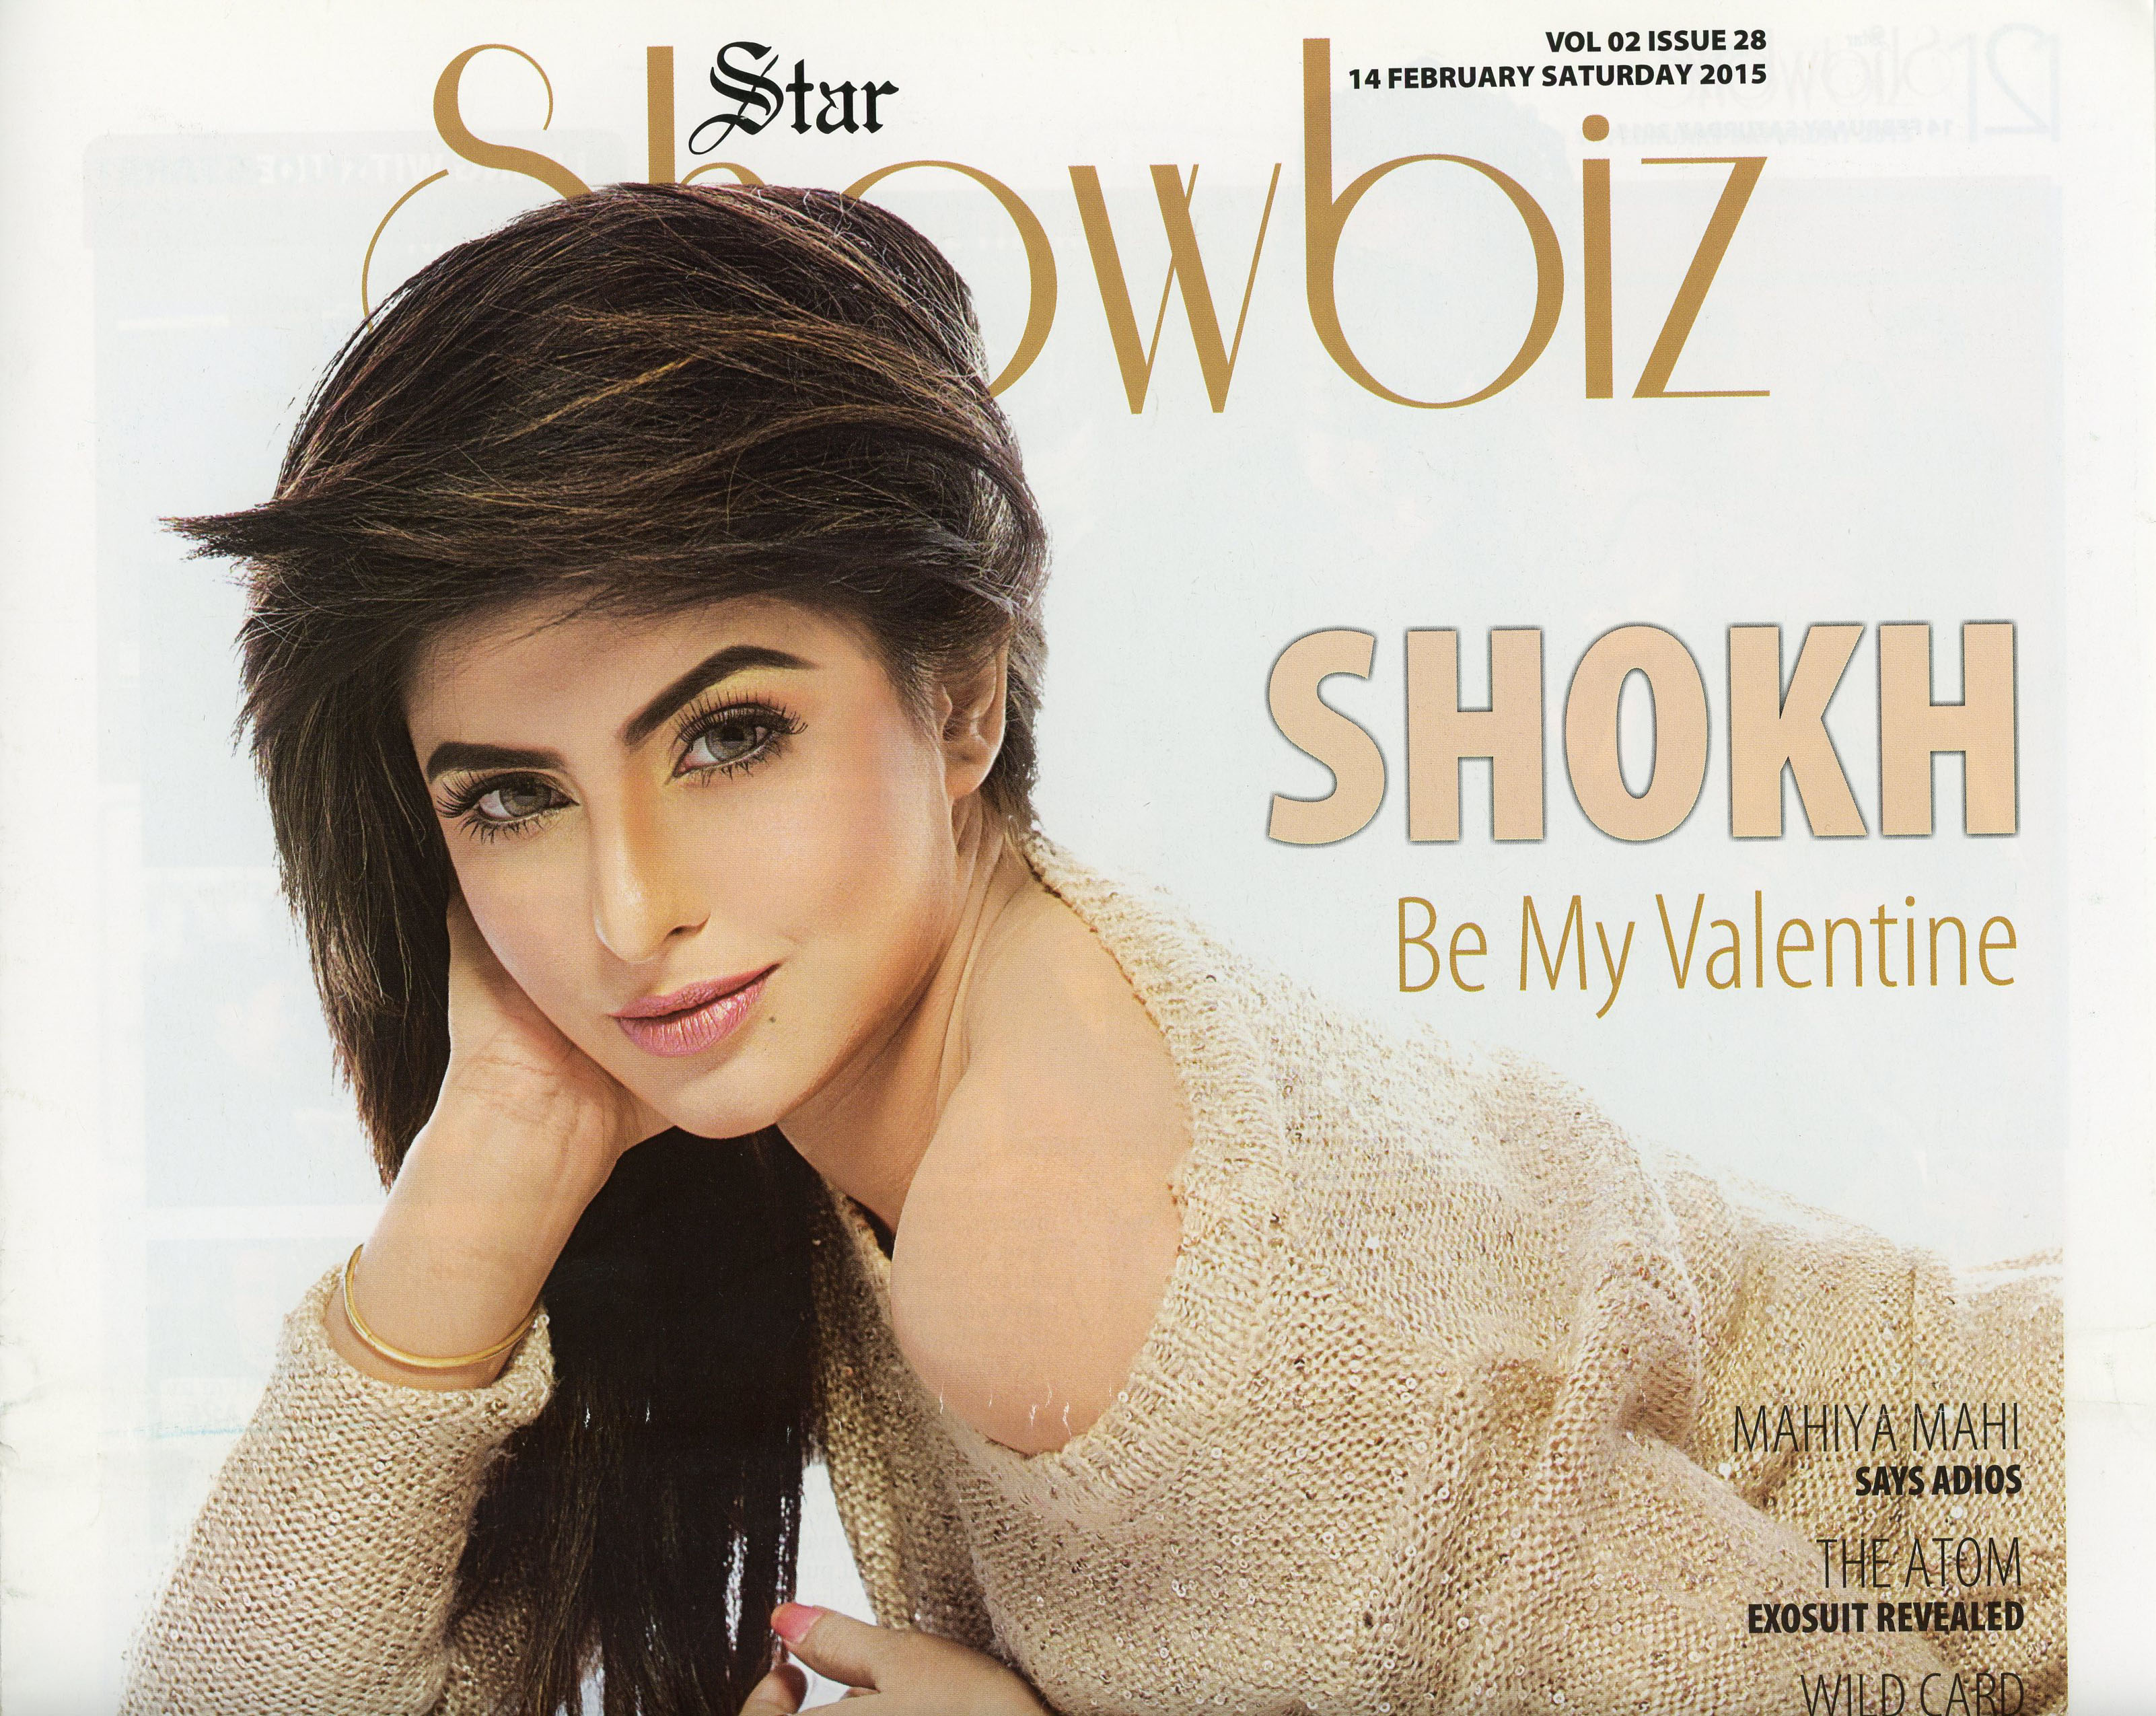 Star
Showbiz
VOL 02 ISSUE 28
14 FEBRUARY SATURDAY 2015
SHOKH
Be My Valentine
MAHIYA MAHI
SAYS ADIOS
THE ATOM
EXOSUIT REVEALED
WILD CARD